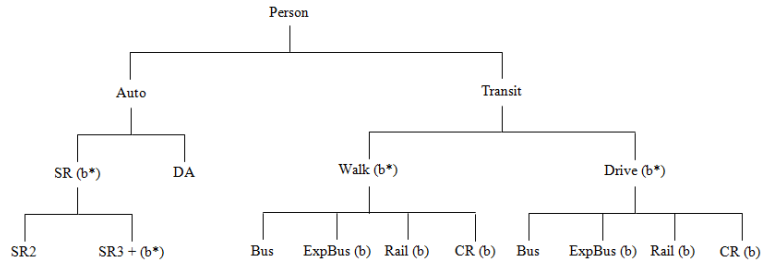 Person
Auto Transit
SR (b*) DA Walk (b*) Drive (b*)
SR2 SR3 + (b*) Bus ExpBus (b) Rail (b) CR (b) Bus ExpBus (b) Rail (b) CR (b)